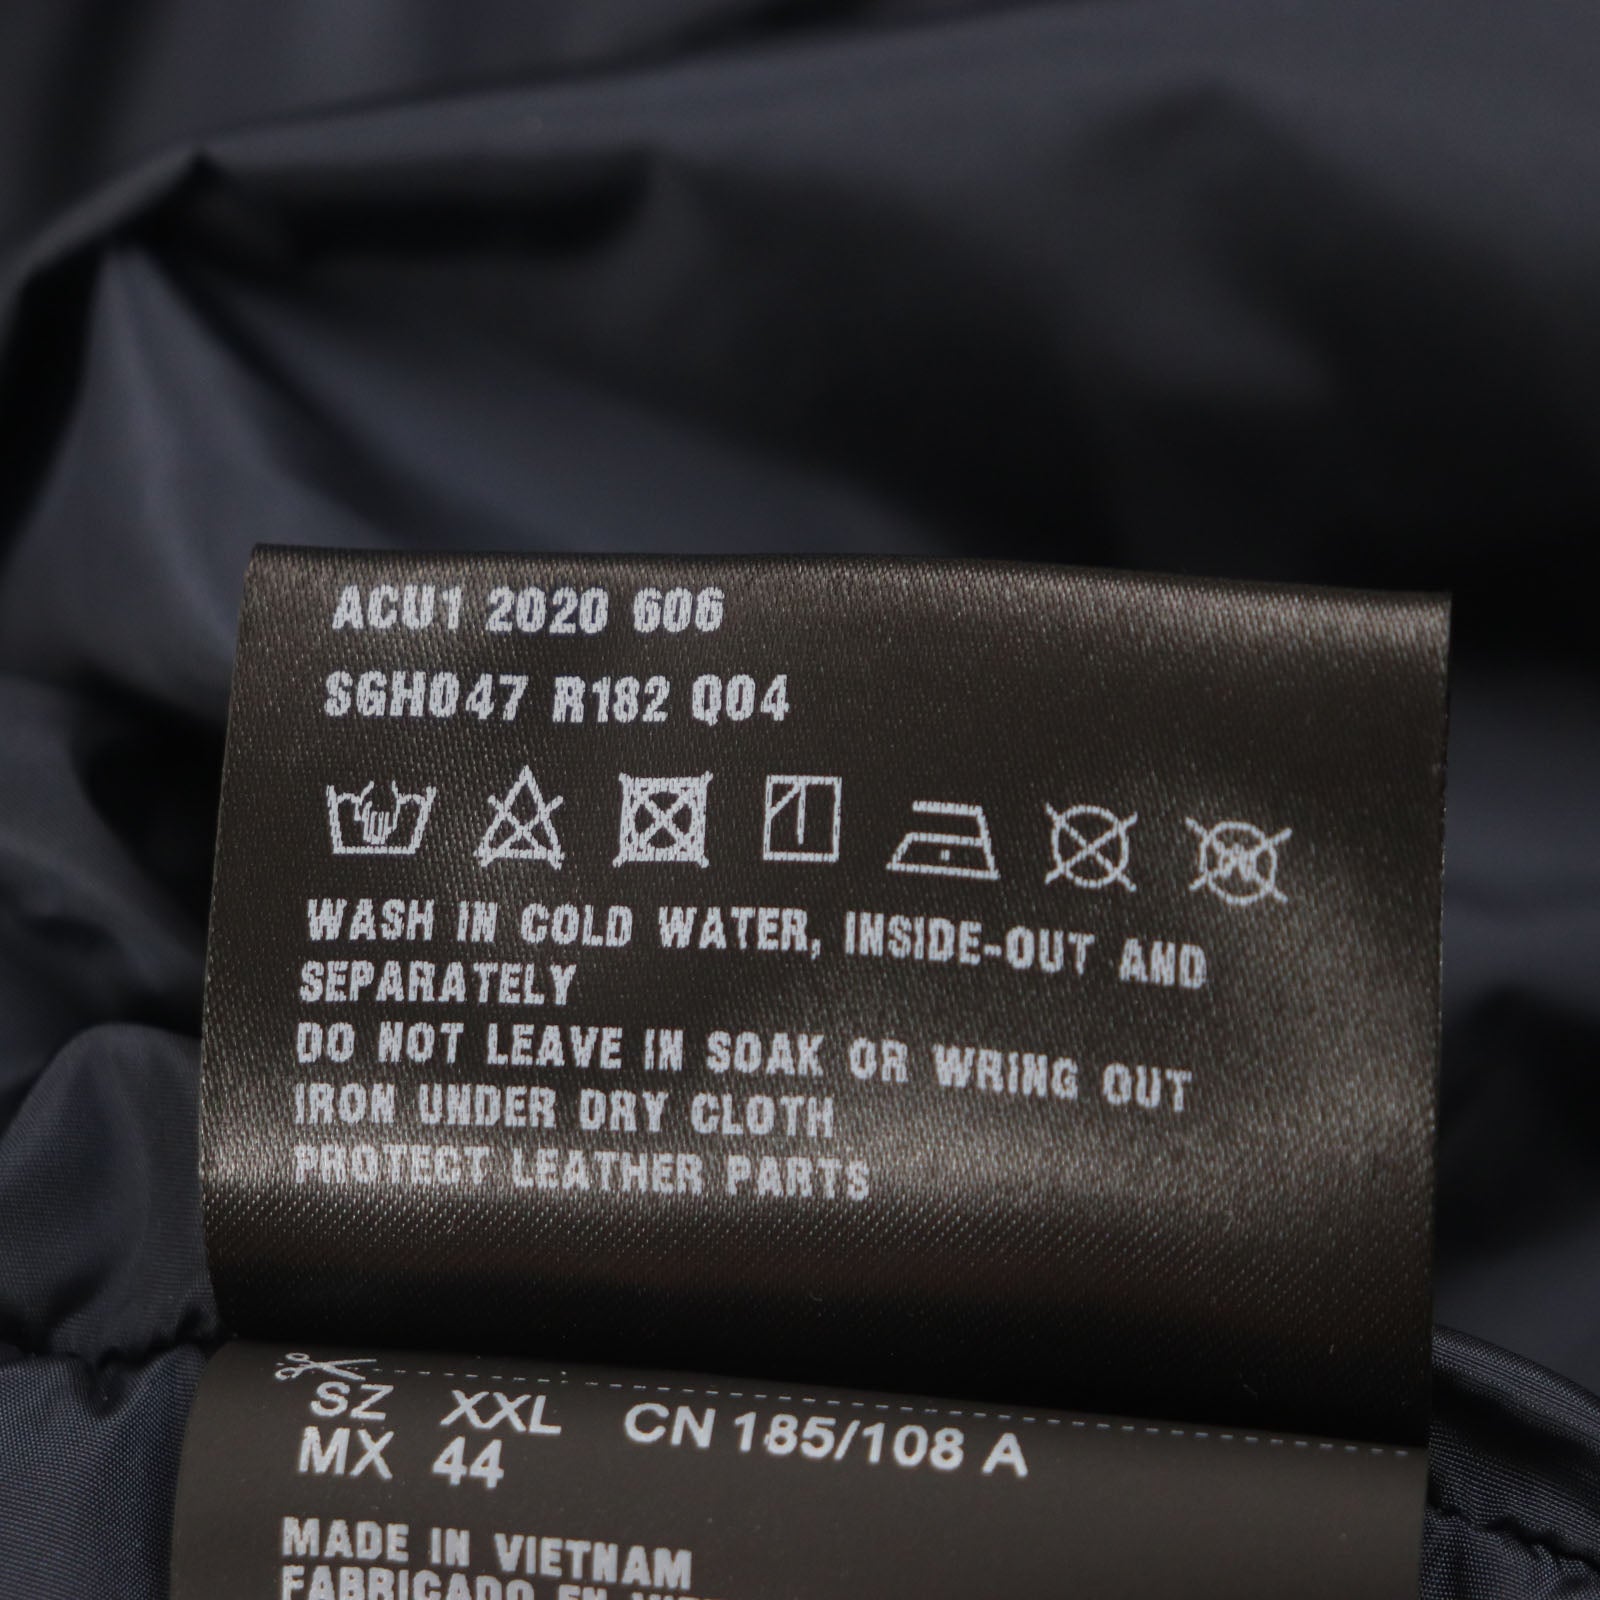 ACU1 2020 606
SGH047 R182 Q04
WASH IN COLD WATER, INSIDE-OUT AND
SEPARATELY
DO NOT LEAVE IN SOAK OR WRING OUT
IRON UNDER DRY CLOTH
PROTECT LEATHER PARTS
SZ XXL CN 185/108 A
MX 44
MADE IN VIETNAM
FABRICADO EN